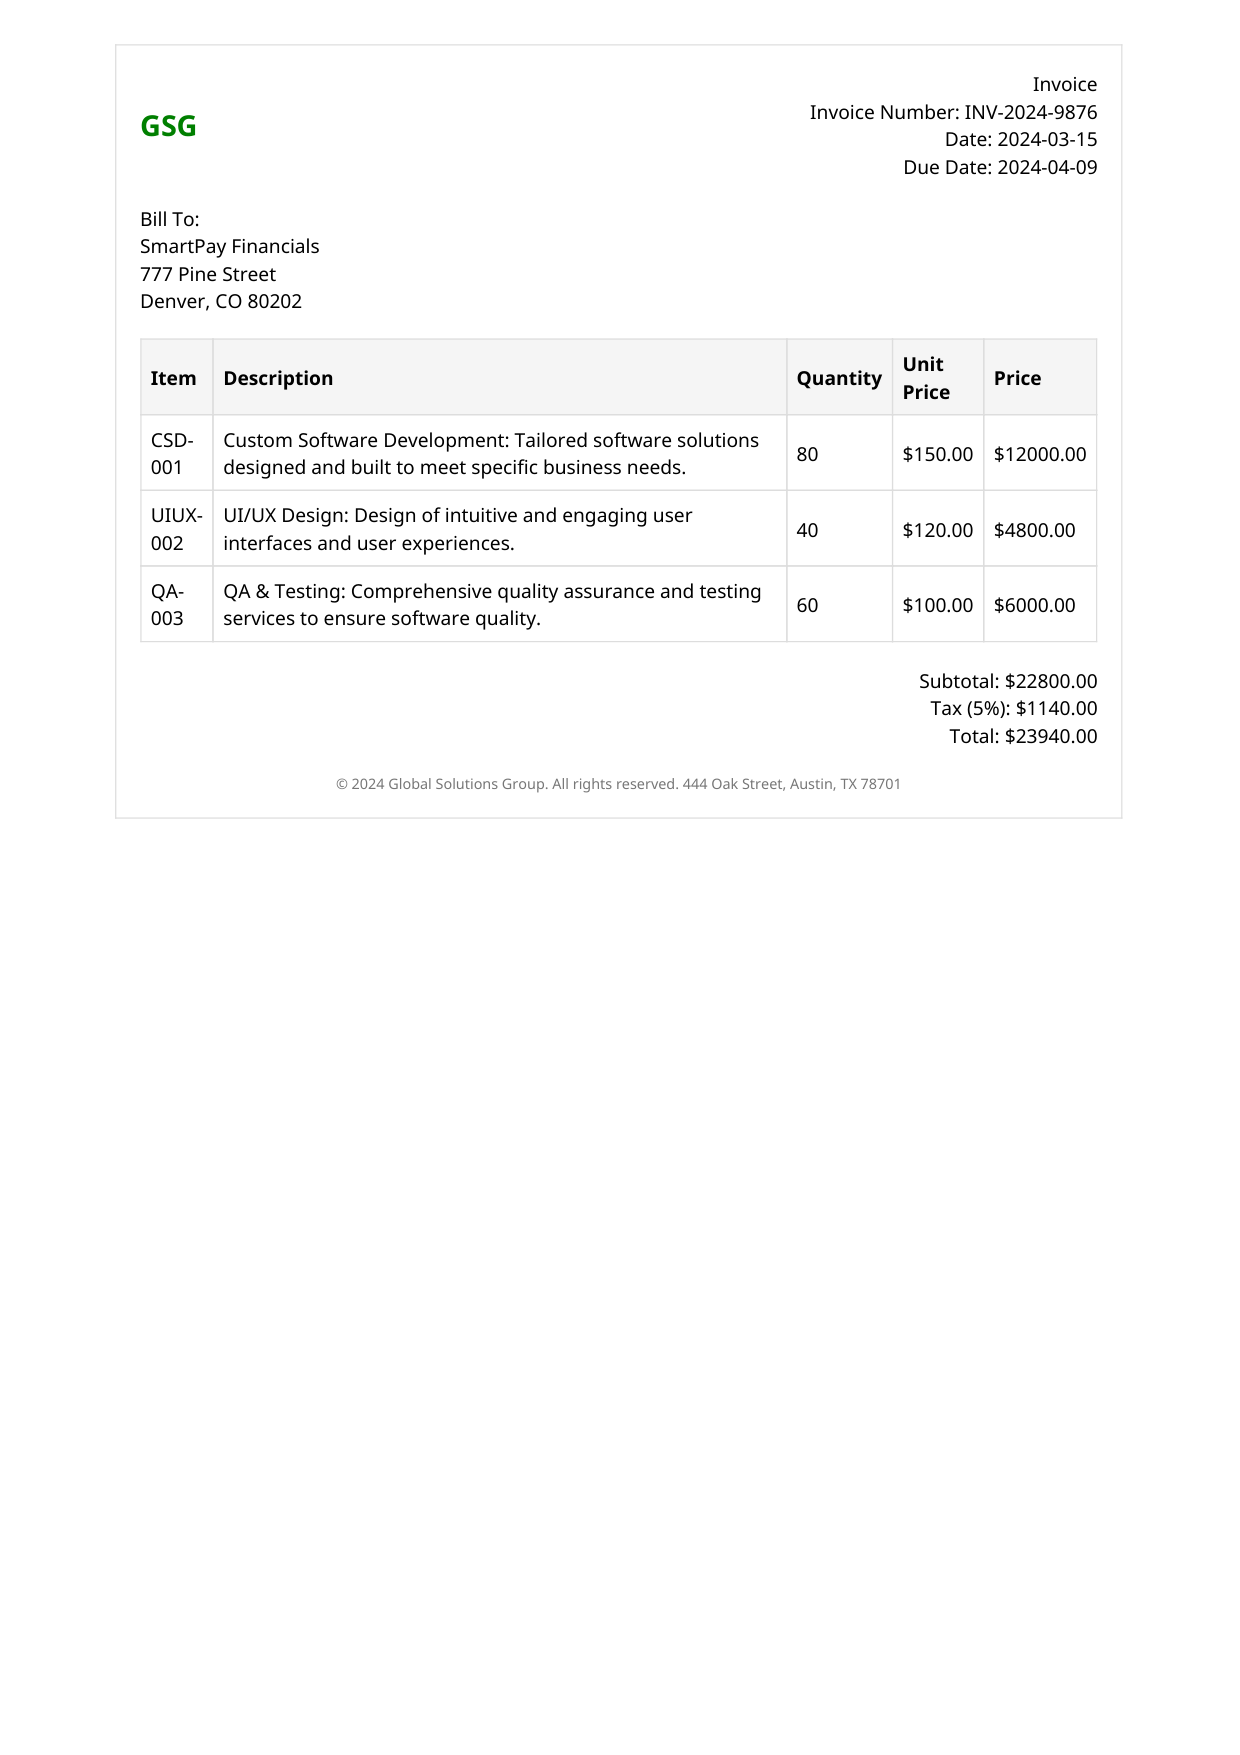 GSG
Invoice
Invoice Number: INV-2024-9876
Date: 2024-03-15
Due Date: 2024-04-09
Bill To:
SmartPay Financials
777 Pine Street
Denver, CO 80202
Item Description Quantity Unit Price Price
CSD-001 Custom Software Development: Tailored software solutions
designed and built to meet specific business needs. 80 $150.00 $12000.00
UIUX-002 UI/UX Design: Design of intuitive and engaging user
interfaces and user experiences. 40 $120.00 $4800.00
QA-003 QA & Testing: Comprehensive quality assurance and testing
services to ensure software quality. 60 $100.00 $6000.00
Subtotal: $22800.00
Tax (5%): $1140.00
Total: $23940.00
© 2024 Global Solutions Group. All rights reserved. 444 Oak Street, Austin, TX 78701